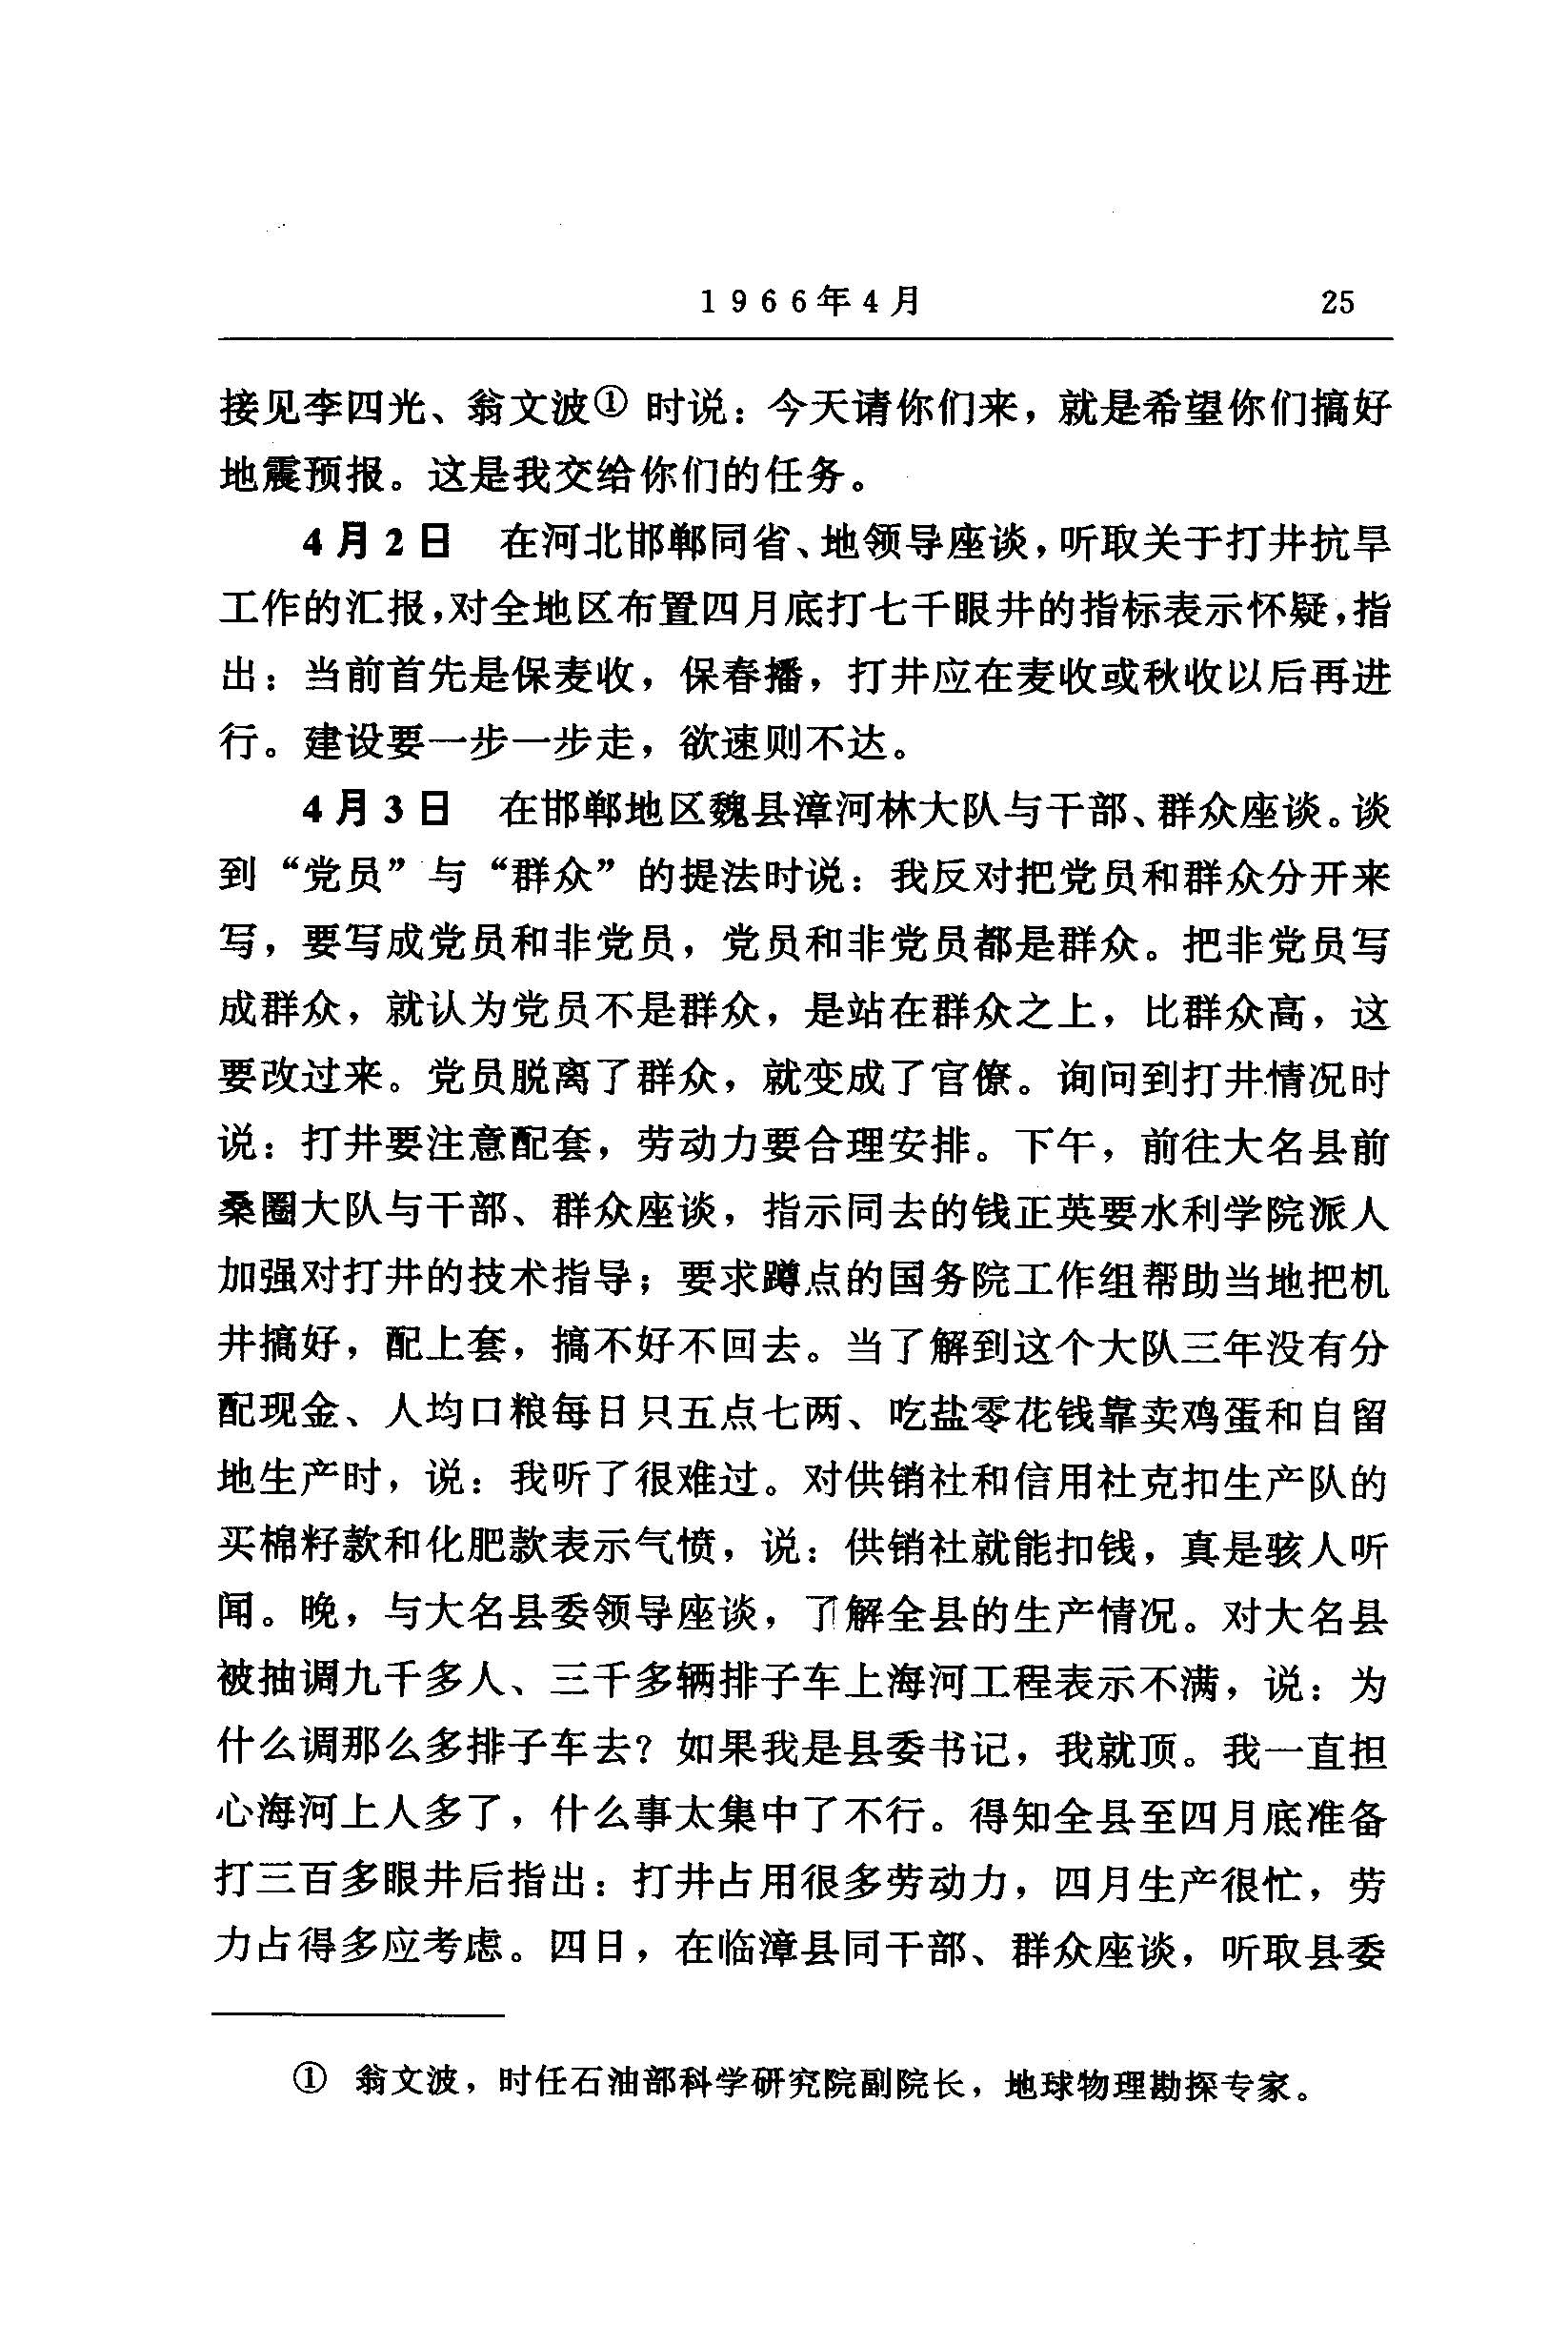 1966年4月 25
接见李四光、翁文波① 时说：今天请你们来，就是希望你们搞好
地震预报。这是我交给你们的任务。
4月2日 在河北邯郸同省、地领导座谈，听取关于打井抗旱
工作的汇报，对全地区布置四月底打七千眼井的指标表示怀疑，指
出：当前首先是保麦收，保春播，打井应在麦收或秋收以后再进
行。建设要一步一步走，欲速则不达。
4月3日 在邯郸地区魏县漳河林大队与干部、群众座谈。谈
到“党员”与“群众”的提法时说：我反对把党员和群众分开来
写，要写成党员和非党员，党员和非党员都是群众。把非党员写
成群众，就认为党员不是群众，是站在群众之上，比群众高，这
要改过来。党员脱离了群众，就变成了官僚。询问到打井情况时
说：打井要注意配套，劳动力要合理安排。下午，前往大名县前
桑圈大队与干部、群众座谈，指示同去的钱正英要水利学院派人
加强对打井的技术指导；要求蹲点的国务院工作组帮助当地把机
井搞好，配上套，搞不好不回去。当了解到这个大队三年没有分
配现金、人均口粮每日只五点七两、吃盐零花钱靠卖鸡蛋和自留
地生产时，说：我听了很难过。对供销社和信用社克扣生产队的
买棉籽款和化肥款表示气愤，说：供销社就能扣钱，真是骇人听
闻。晚，与大名县委领导座谈，了解全县的生产情况。对大名县
被抽调九千多人、三千多辆排子车上海河工程表示不满，说：为
什么调那么多排子车去？如果我是县委书记，我就顶。我一直担
心海河上人多了，什么事太集中了不行。得知全县至四月底准备
打三百多眼井后指出：打井占用很多劳动力，四月生产很忙，劳
力占得多应考虑。四日，在临漳县同干部、群众座谈，听取县委
① 翁文波，时任石油部科学研究院副院长，地球物理勘探专家。